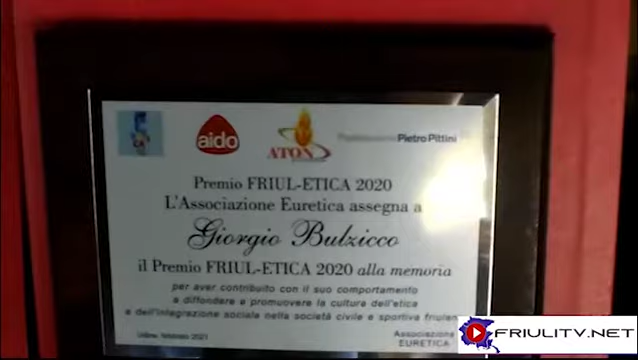 aido
ATON
Pietro Pittini
Premio FRIUL-ETICA 2020
L'Associazione Euretica assegna a
Giorgio Bulzicco
il Premio FRIUL-ETICA 2020 alla memoria
per aver contribuito con il suo comportamento
a diffondere e promuovere la cultura dell'etica
e dell'integrazione sociale nella società civile e sportiva friulen
Udine, febbraio 2021
Associazione
EURETICA
FRIULITV.NET